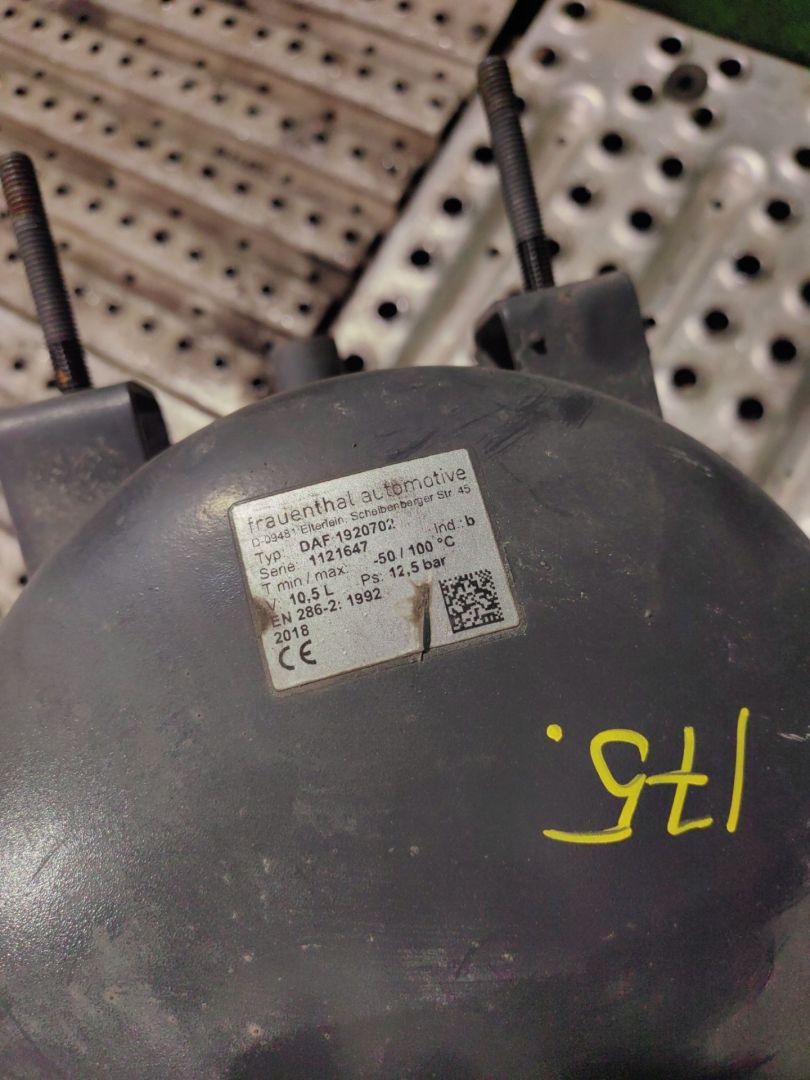 frauenthal automotive
D-09481 Elterlein, Scheibenberger Str. 45
Typ: DAF 1920702 Ind.: b
Serie: 1121647
T min / max: -50 / 100 °C
V: 10,5 L Ps: 12,5 bar
EN 286-2: 1992
2018
CE
175.